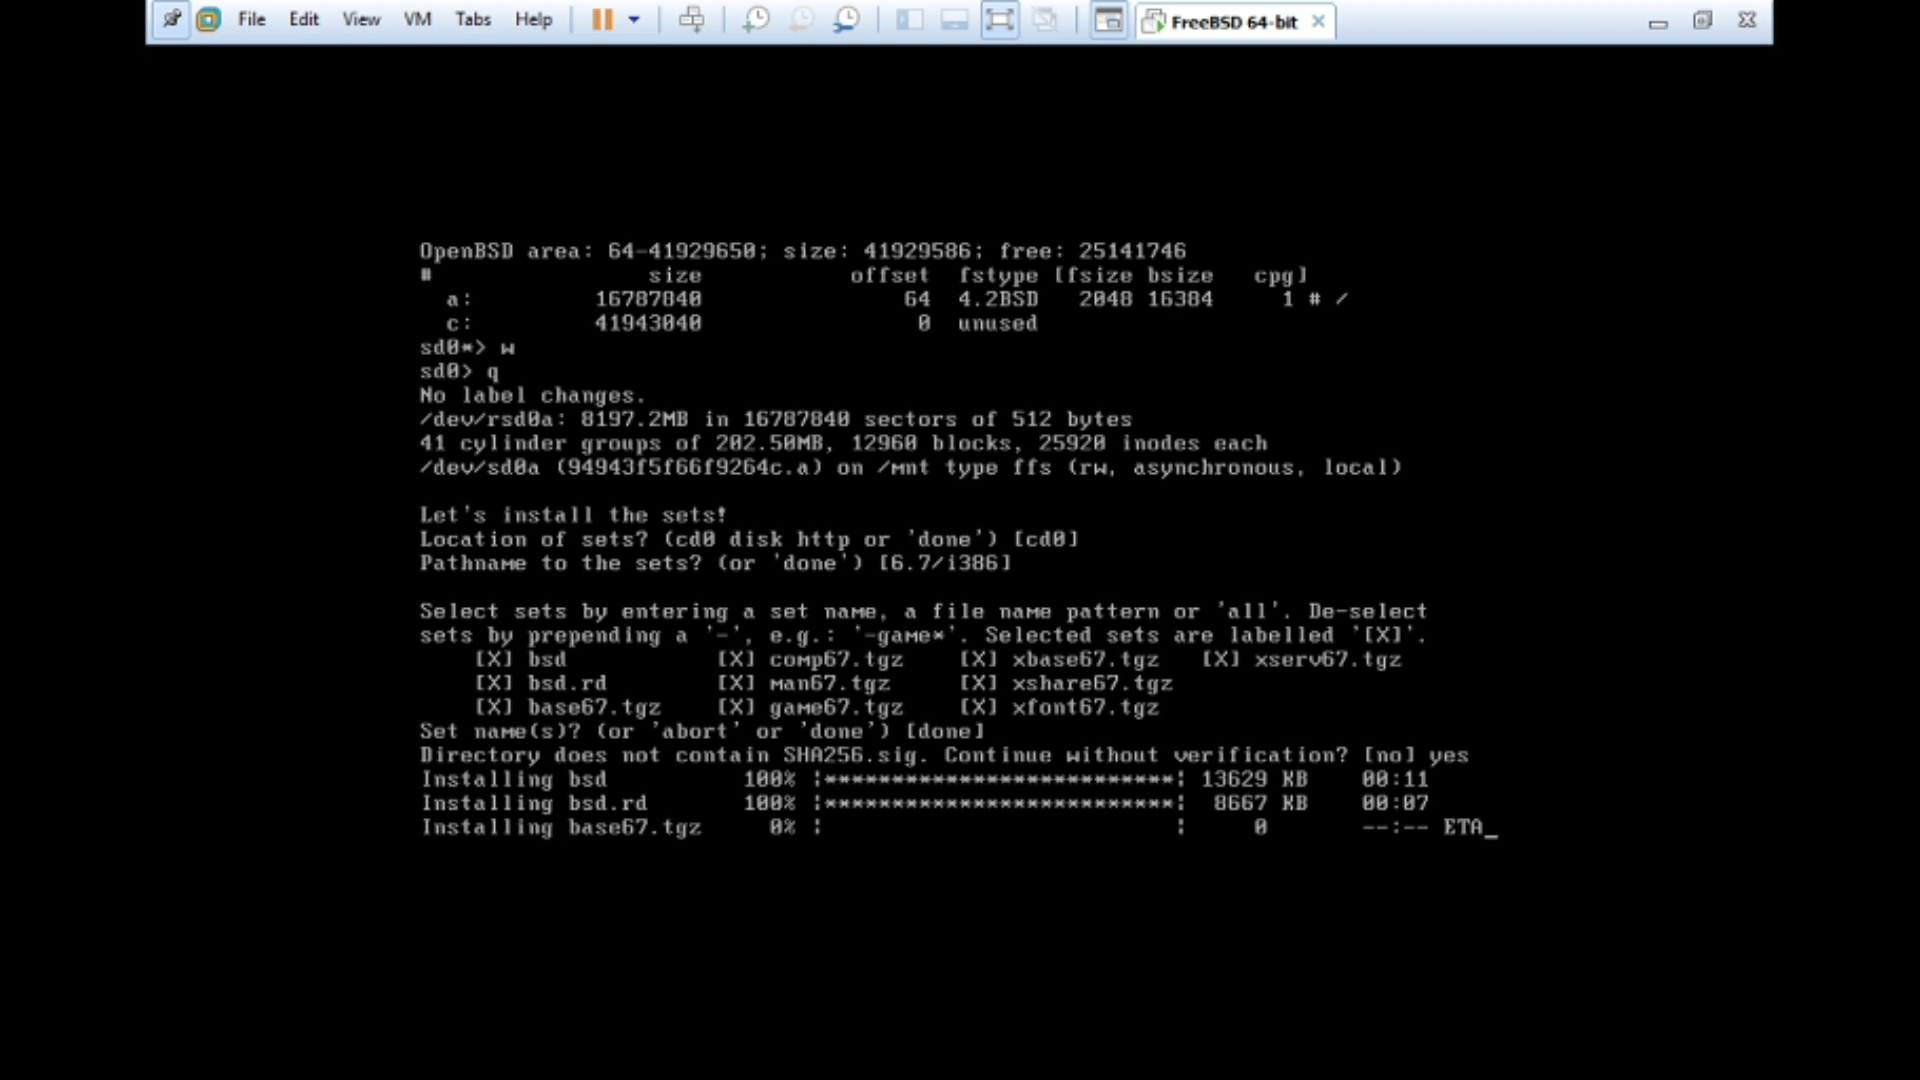 File Edit View VM Tabs Help FreeBSD 64-bit
OpenBSD area: 64-41929650; size: 41929586; free: 25141746
# size offset fstype [fsize bsize cpg]
a: 16787840 64 4.2BSD 2048 16384 1 # /
c: 41943040 0 unused
sd0*> w
sd0> q
No label changes.
/dev/rsd0a: 8197.2MB in 16787840 sectors of 512 bytes
41 cylinder groups of 202.50MB, 12960 blocks, 25920 inodes each
/dev/sd0a (94943f5f66f9264c.a) on /mnt type ffs (rw, asynchronous, local)
Let's install the sets!
Location of sets? (cd0 disk http or 'done') [cd0]
Pathname to the sets? (or 'done') [6.7/i386]
Select sets by entering a set name, a file name pattern or 'all'. De-select
sets by prepending a '-', e.g.: '-game*'. Selected sets are labelled '[X]'.
[X] bsd [X] comp67.tgz [X] xbase67.tgz [X] xserv67.tgz
[X] bsd.rd [X] man67.tgz [X] xshare67.tgz
[X] base67.tgz [X] game67.tgz [X] xfont67.tgz
Set name(s)? (or 'abort' or 'done') [done]
Directory does not contain SHA256.sig. Continue without verification? [no] yes
Installing bsd 100% |**************************| 13629 KB 00:11
Installing bsd.rd 100% |**************************| 8667 KB 00:07
Installing base67.tgz 0% | | 0 --:-- ETA_